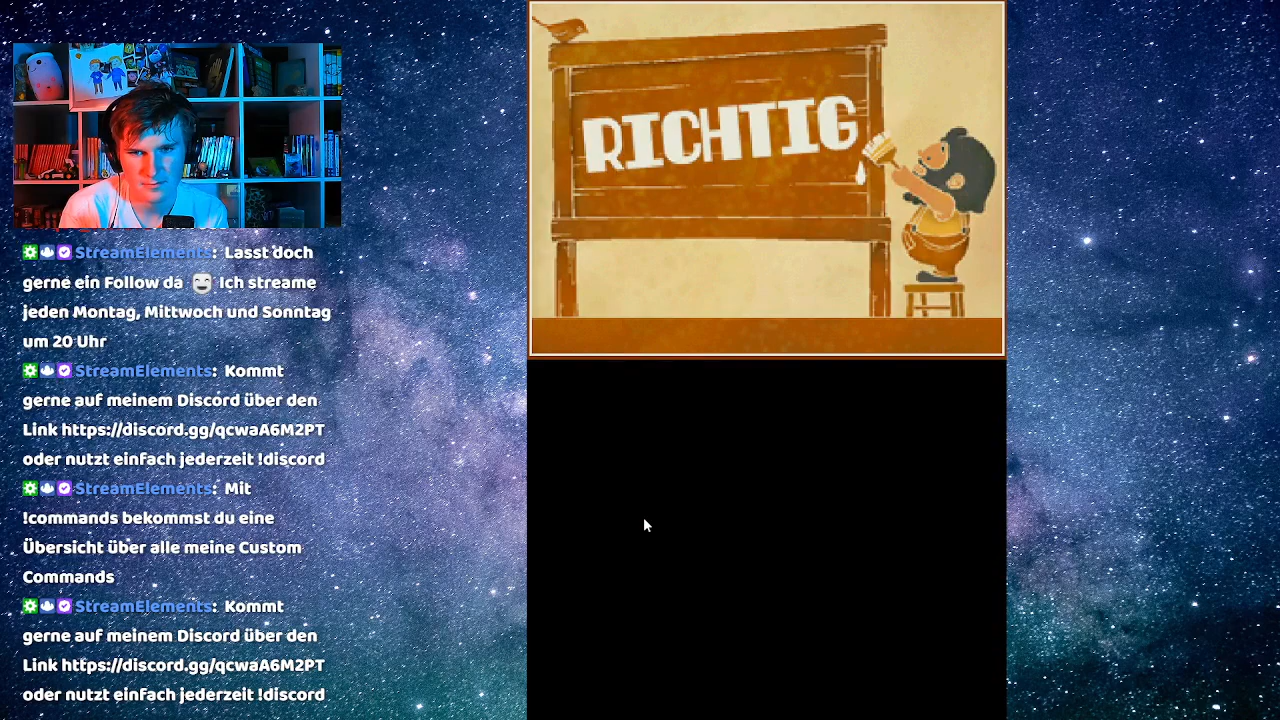 RICHTIG
StreamElements: Lasst doch
gerne ein Follow da Ich streame
jeden Montag, Mittwoch und Sonntag
um 20 Uhr
StreamElements: Kommt
gerne auf meinem Discord über den
Link https://discord.gg/qcwaA6M2PT
oder nutzt einfach jederzeit !discord
StreamElements: Mit
!commands bekommst du eine
Übersicht über alle meine Custom
Commands
StreamElements: Kommt
gerne auf meinem Discord über den
Link https://discord.gg/qcwaA6M2PT
oder nutzt einfach jederzeit !discord